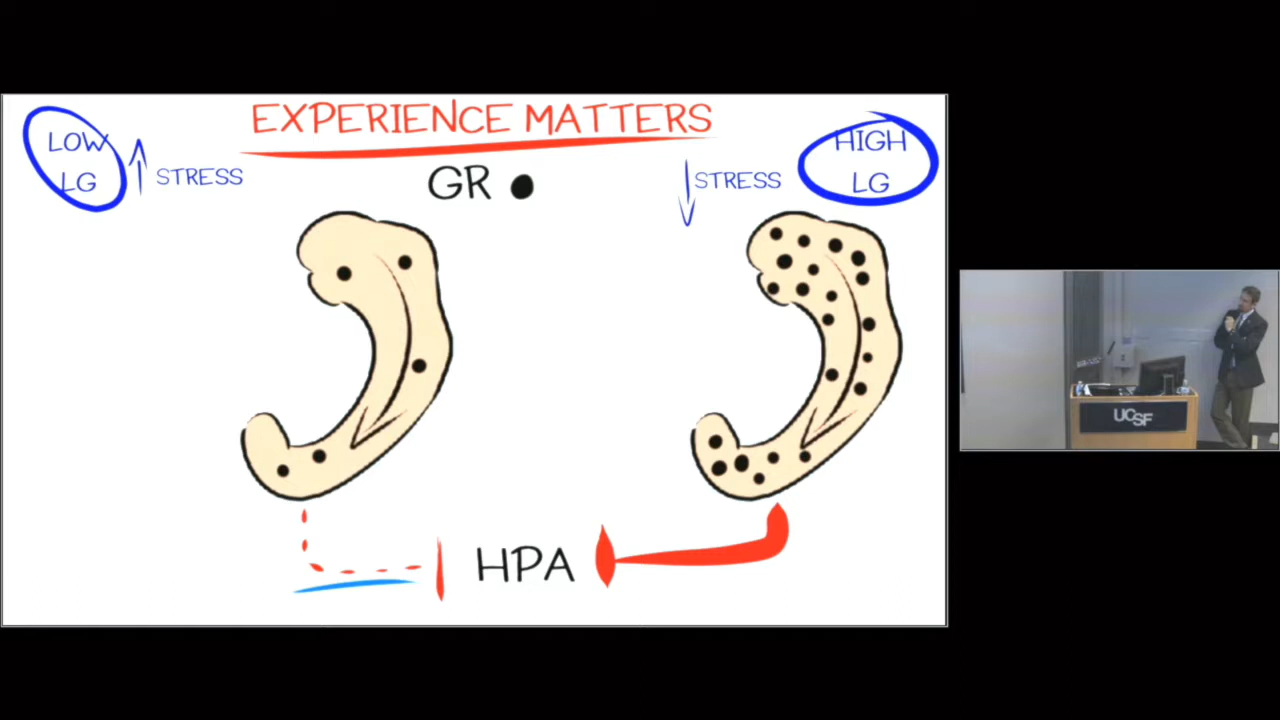 EXPERIENCE MATTERS
LOW
LG
STRESS
GR
STRESS
HIGH
LG
HPA
UCSF